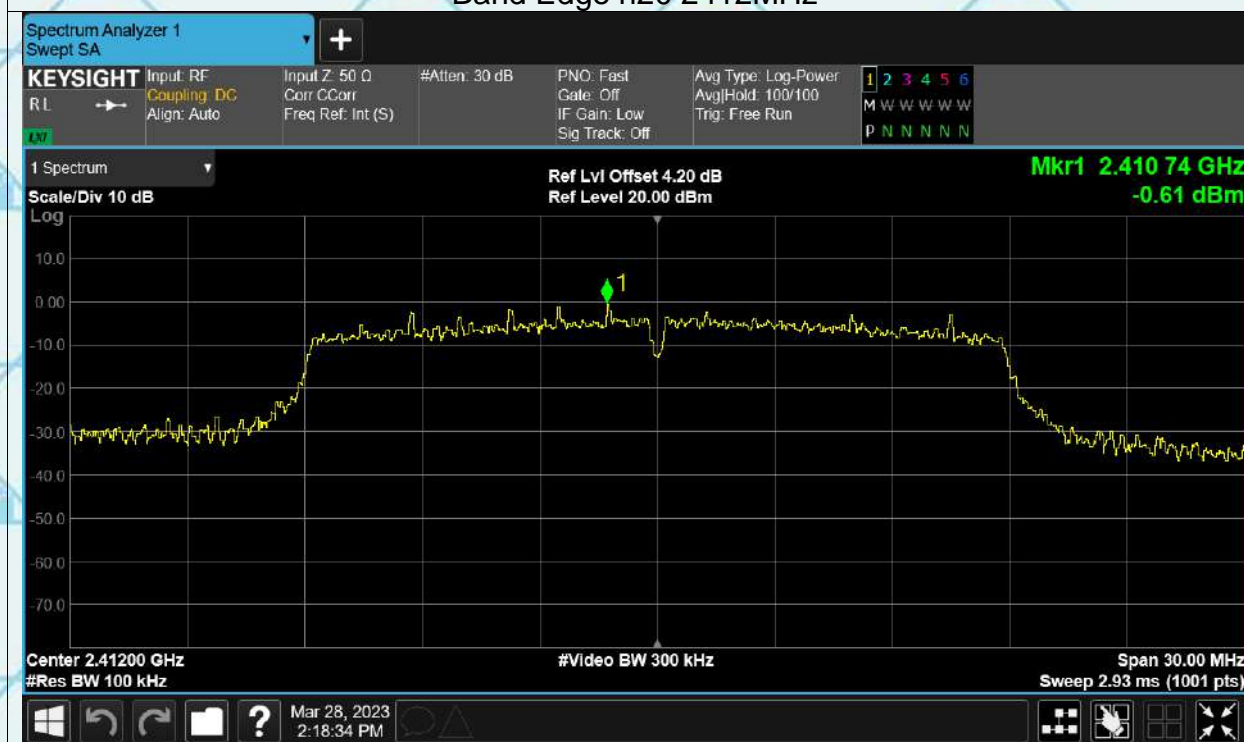 Band Edge n20 2412MHz
Spectrum Analyzer 1
Swept SA
KEYSIGHT
RL
LXI
Input: RF
Coupling: DC
Align: Auto
Input Z: 50 Ω
Corr CCorr
Freq Ref: Int (S)
#Atten: 30 dB
PNO: Fast
Gate: Off
IF Gain: Low
Sig Track: Off
Avg Type: Log-Power
Avg|Hold: 100/100
Trig: Free Run
1 2 3 4 5 6
M W W W W W
P N N N N N
1 Spectrum
Scale/Div 10 dB
Log
Ref Lvl Offset 4.20 dB
Ref Level 20.00 dBm
Mkr1 2.410 74 GHz
-0.61 dBm
1
10.0
0.00
-10.0
-20.0
-30.0
-40.0
-50.0
-60.0
-70.0
Center 2.41200 GHz
#Res BW 100 kHz
#Video BW 300 kHz
Span 30.00 MHz
Sweep 2.93 ms (1001 pts)
?
Mar 28, 2023
2:18:34 PM